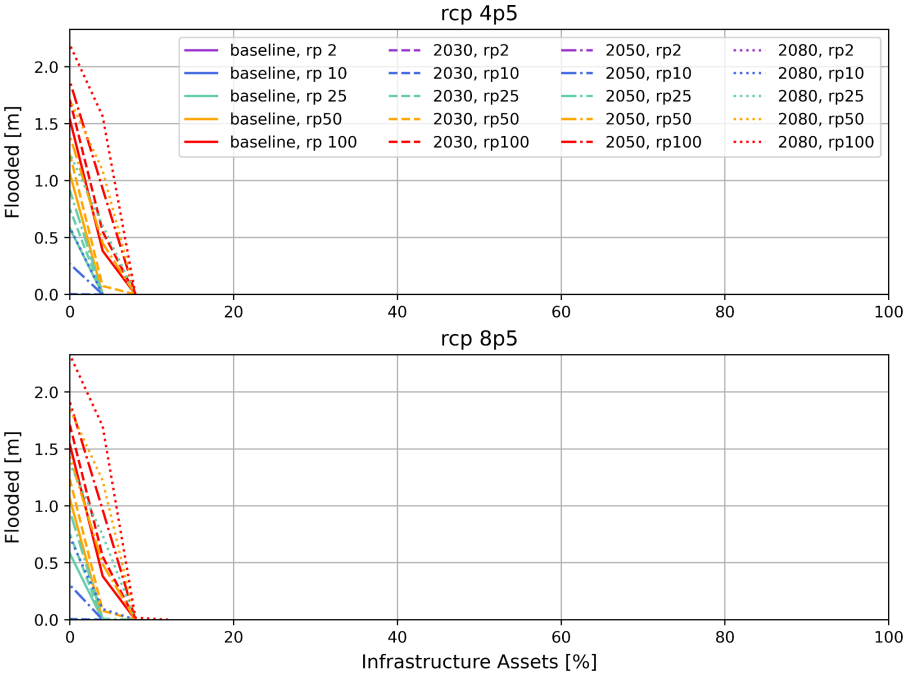 rcp 4p5
Flooded [m]
2.0
1.5
1.0
0.5
0.0
baseline, rp 2
baseline, rp 10
baseline, rp 25
baseline, rp50
baseline, rp 100
2030, rp2
2030, rp10
2030, rp25
2030, rp50
2030, rp100
2050, rp2
2050, rp10
2050, rp25
2050, rp50
2050, rp100
2080, rp2
2080, rp10
2080, rp25
2080, rp50
2080, rp100
0 20 40 60 80 100
rcp 8p5
Flooded [m]
2.0
1.5
1.0
0.5
0.0
0 20 40 60 80 100
Infrastructure Assets [%]